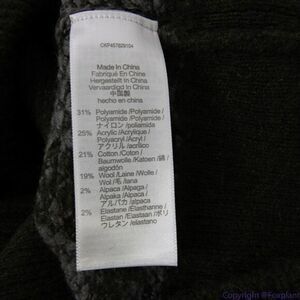 CKP457629104
Made In China
Fabriqué En Chine
Hergestellt In China
Vervaardigd In China
中国製
hecho en china
31% Polyamide /Polyamide /
Polyamid /Polyamide /
ナイロン /poliamida
25% Acrylic /Acrylique /
Polyacryl /Acryl /
アクリル /acrílico
21% Cotton /Coton /
Baumwolle /Katoen /綿 /
algodón
19% Wool /Laine /Wolle /
Wol /毛 /lana
2% Alpaca /Alpaga /
Alpaka /Alpaca /
アルパカ /alpaca
2% Elastane /Elasthanne /
Elastan /Elastaan /ポリ
ウレタン /elastano